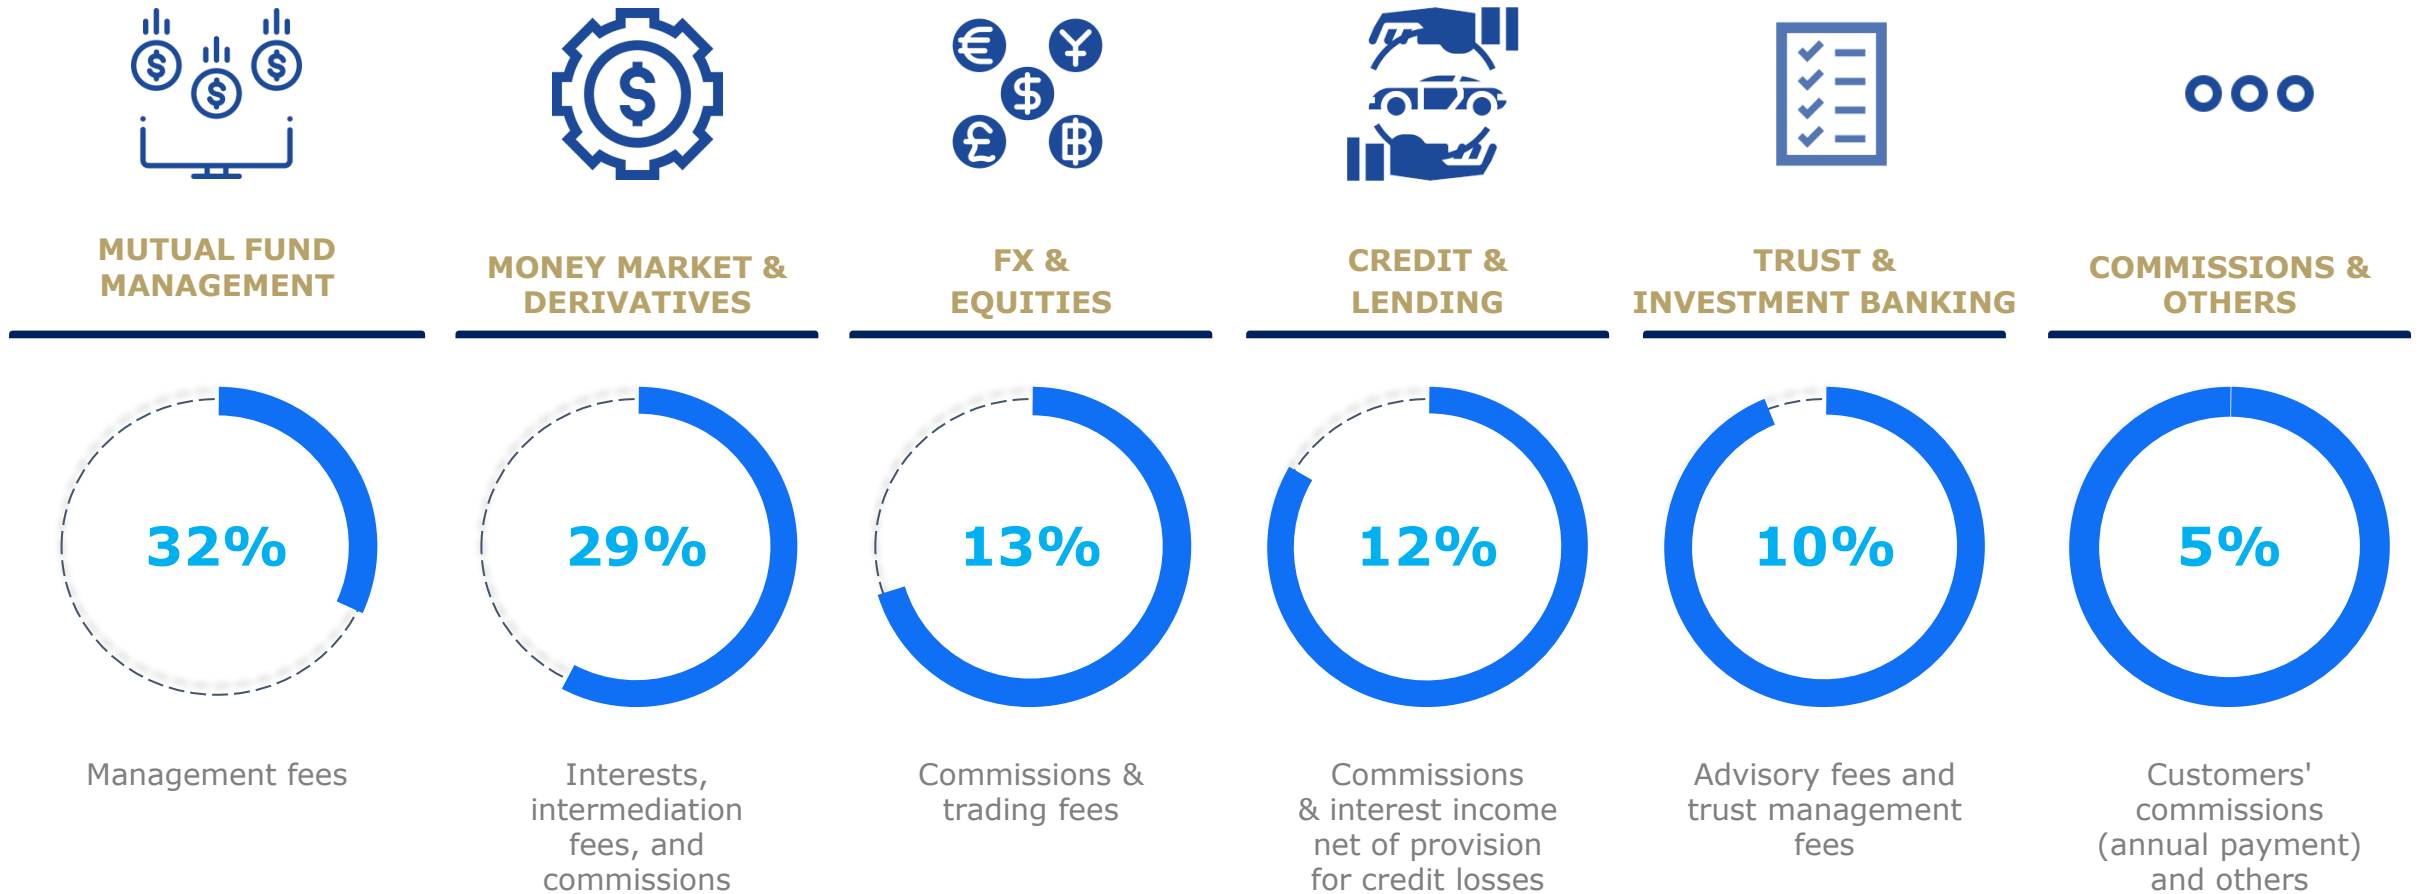 MUTUAL FUND
MANAGEMENT
32%
Management fees
MONEY MARKET &
DERIVATIVES
29%
Interests,
intermediation
fees, and
commissions
FX &
EQUITIES
13%
Commissions &
trading fees
CREDIT &
LENDING
12%
Commissions
& interest income
net of provision
for credit losses
TRUST &
INVESTMENT BANKING
10%
Advisory fees and
trust management
fees
COMMISSIONS &
OTHERS
5%
Customers'
commissions
(annual payment)
and others